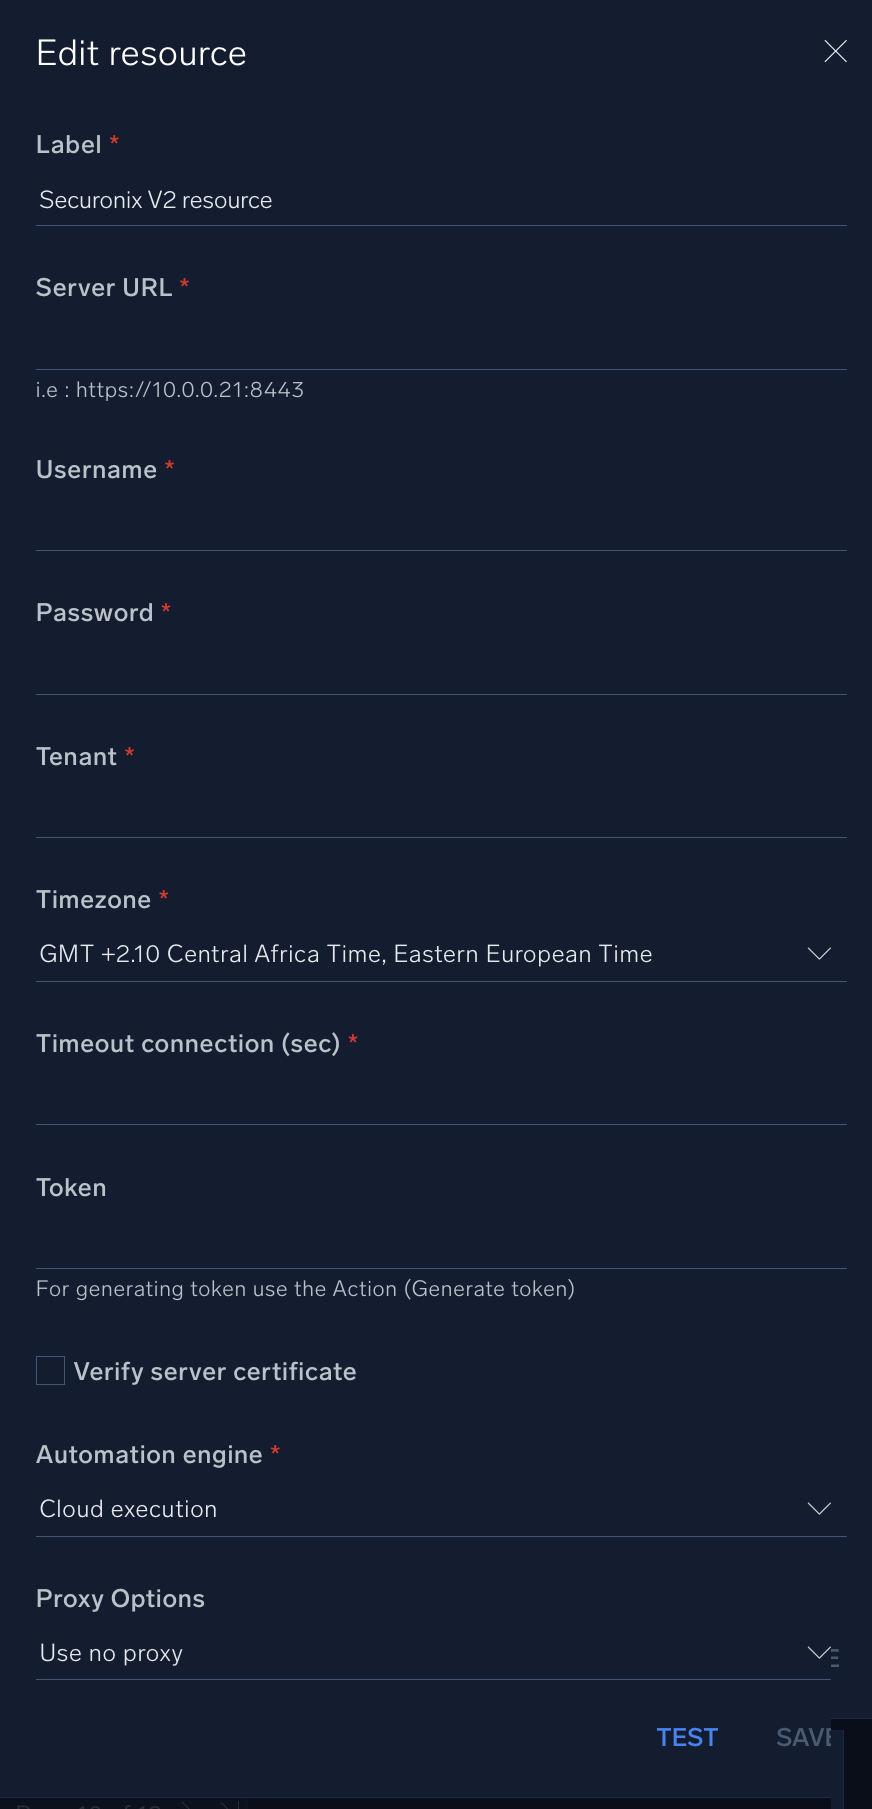 Edit resource
Label *
Securonix V2 resource
Server URL *
i.e : https://10.0.0.21:8443
Username *
Password *
Tenant *
Timezone *
GMT +2.10 Central Africa Time, Eastern European Time
Timeout connection (sec) *
Token
For generating token use the Action (Generate token)
Verify server certificate
Automation engine *
Cloud execution
Proxy Options
Use no proxy
TEST SAVE